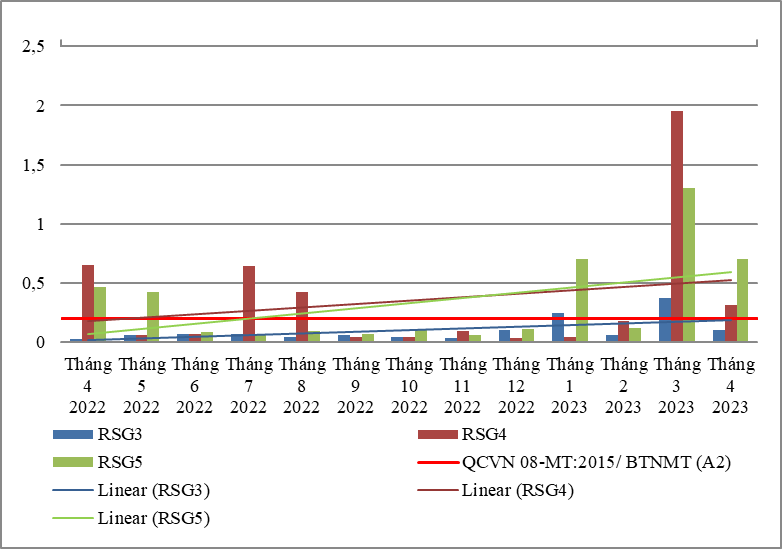 2,5
2
1,5
1
0,5
0
Tháng Tháng Tháng Tháng Tháng Tháng Tháng Tháng Tháng Tháng Tháng Tháng Tháng
4 5 6 7 8 9 10 11 12 1 2 3 4
2022 2022 2022 2022 2022 2022 2022 2022 2022 2023 2023 2023 2023
RSG3 RSG4
RSG5 QCVN 08-MT:2015/ BTNMT (A2)
Linear (RSG3) Linear (RSG4)
Linear (RSG5)